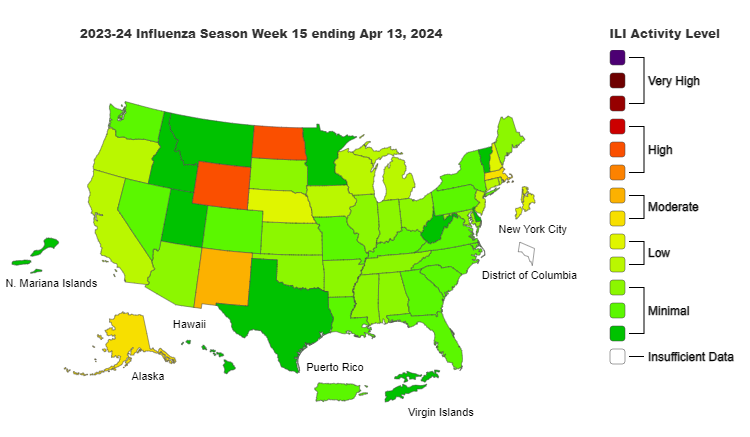 2023-24 Influenza Season Week 15 ending Apr 13, 2024
ILI Activity Level
Very High
High
Moderate
Low
Minimal
Insufficient Data
New York City
District of Columbia
N. Mariana Islands
Hawaii
Alaska
Puerto Rico
Virgin Islands